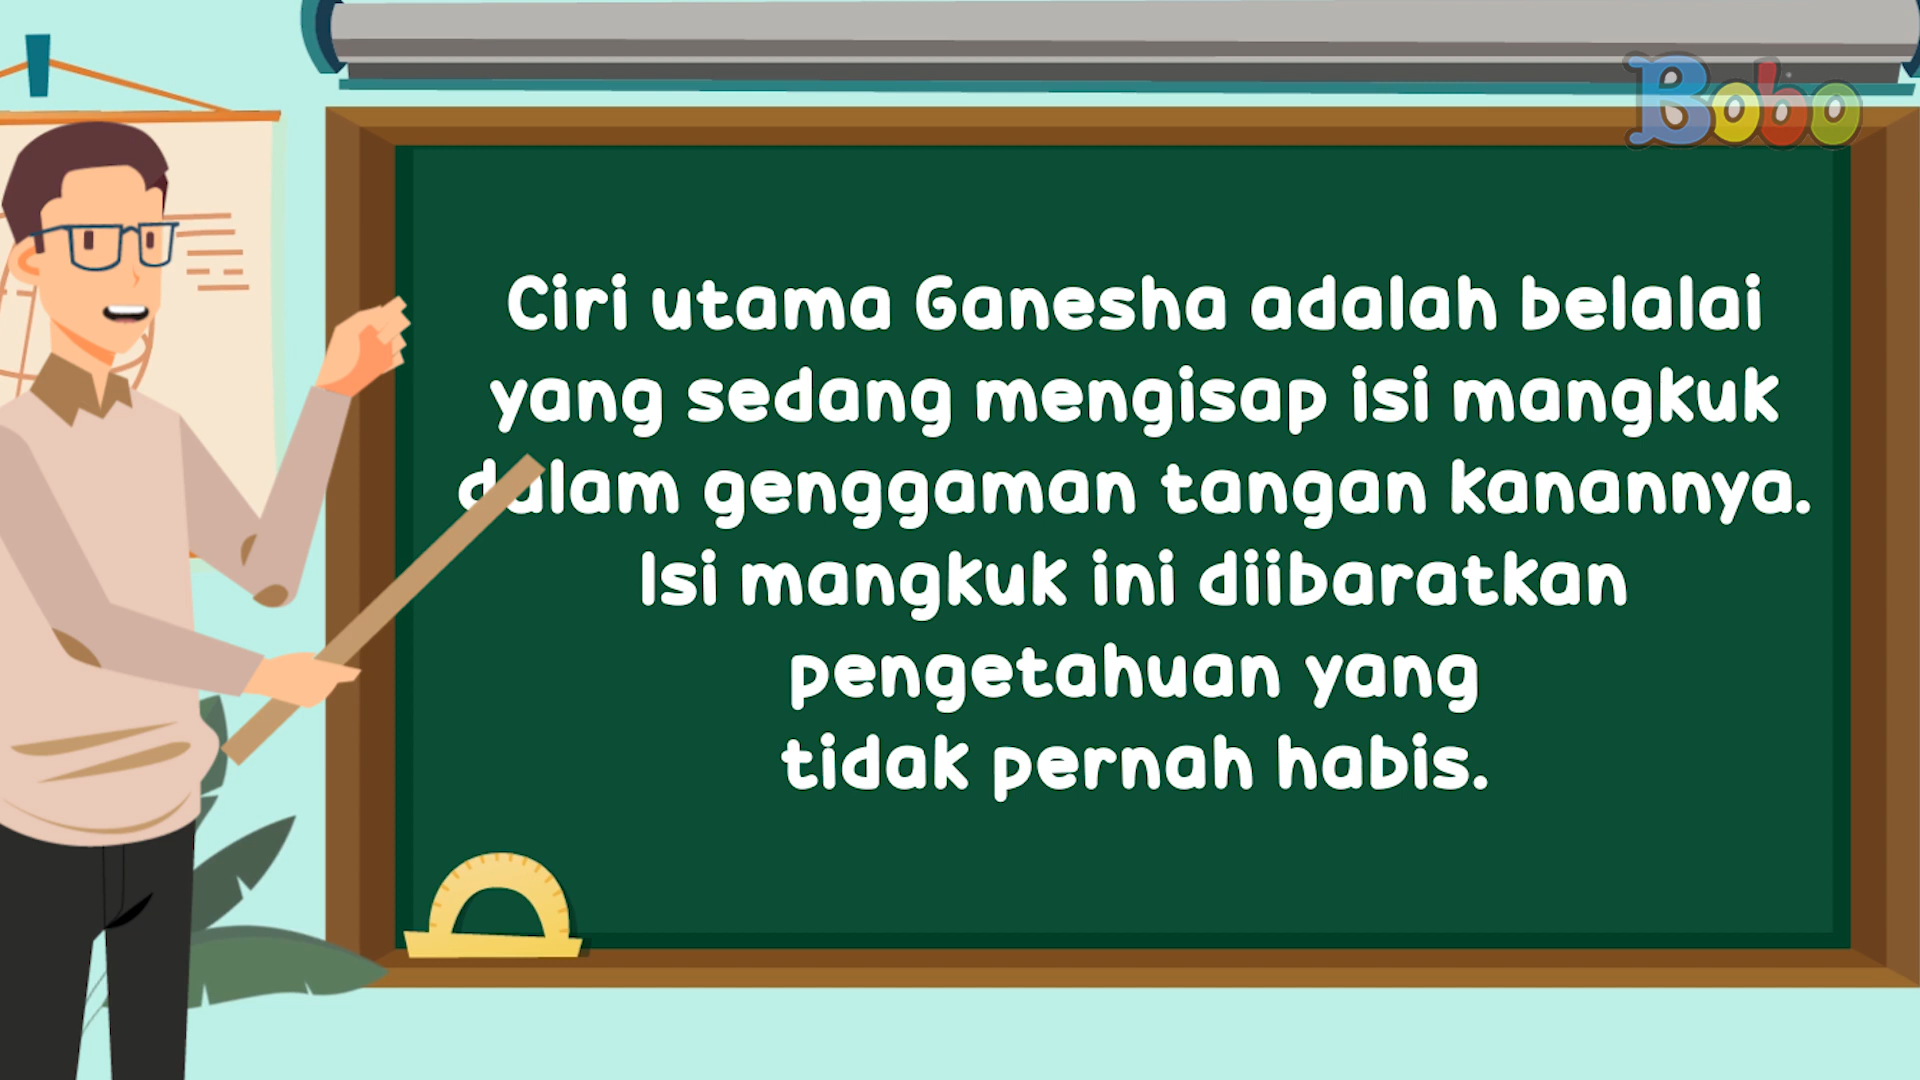 Bobo
Ciri utama Ganesha adalah belalai
yang sedang mengisap isi mangkuk
dalam genggaman tangan kanannya.
Isi mangkuk ini diibaratkan
pengetahuan yang
tidak pernah habis.